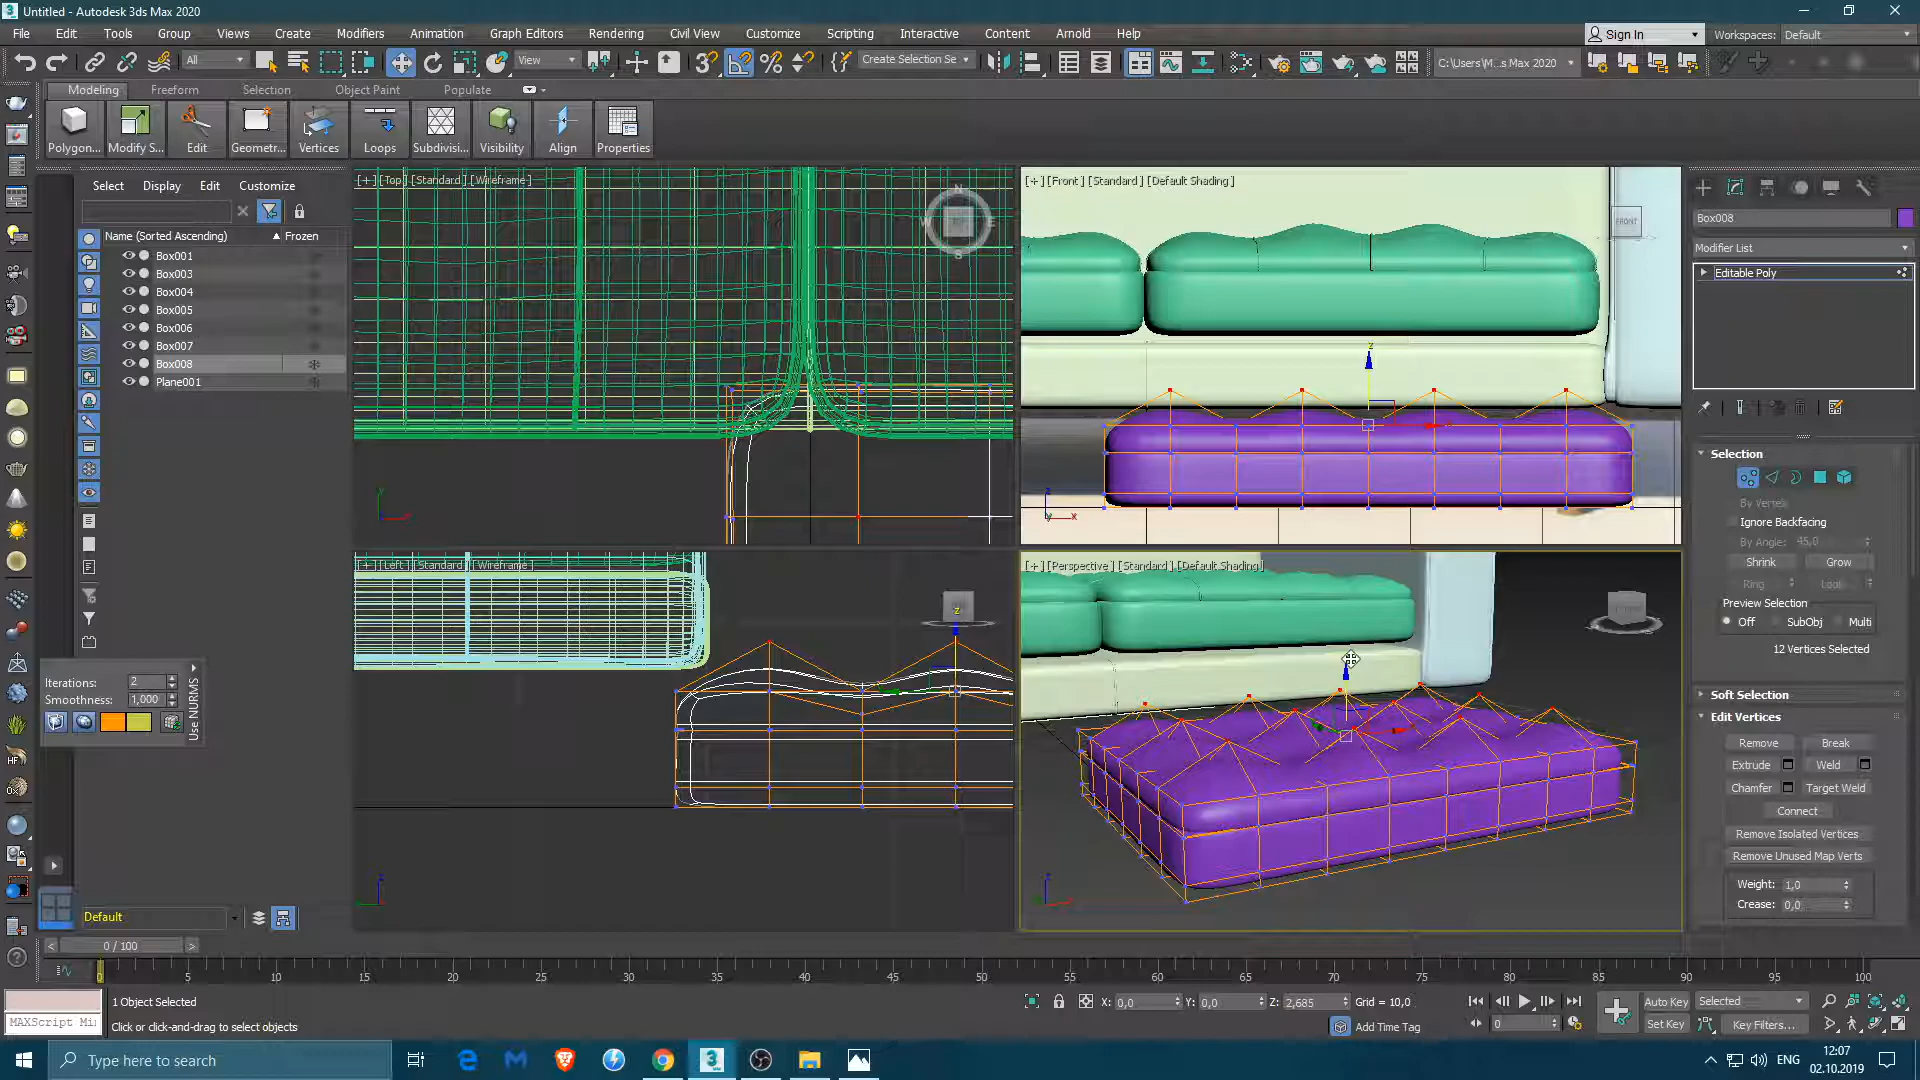 Untitled - Autodesk 3ds Max 2020
File Edit Tools Group Views Create Modifiers Animation Graph Editors Rendering Civil View Customize Scripting Interactive Content Arnold Help
Sign In Workspaces: Default
All View Create Selection Se C:\Users\M...s Max 2020
Modeling Freeform Selection Object Paint Populate
Polygon... Modify S... Edit Geometr... Vertices Loops Subdivisi... Visibility Align Properties
Select Display Edit Customize
Name (Sorted Ascending) Frozen
Box001
Box003
Box004
Box005
Box006
Box007
Box008
Plane001
[+] [Top] [Standard] [Wireframe]
[+] [Front] [Standard] [Default Shading]
FRONT
[+] [Left] [Standard] [Wireframe]
[+] [Perspective] [Standard] [Default Shading]
Iterations: 2
Smoothness: 1,000
Use NURMS
Default
Box008
Modifier List
Editable Poly
Selection
By Vertex
Ignore Backfacing
By Angle: 45,0
Shrink Grow
Ring Loop
Preview Selection
Off SubObj Multi
12 Vertices Selected
Soft Selection
Edit Vertices
Remove Break
Extrude Weld
Chamfer Target Weld
Connect
Remove Isolated Vertices
Remove Unused Map Verts
Weight: 1,0
Crease: 0,0
0 / 100
0 5 10 15 20 25 30 35 40 45 50 55 60 65 70 75 80 85 90 95 100
1 Object Selected
X: 0,0 Y: 0,0 Z: 2,685 Grid = 10,0
Auto Key Selected
MAXScript Mi
Click or click-and-drag to select objects
Add Time Tag
0
Set Key Key Filters...
Type here to search
ENG
12:07
02.10.2019